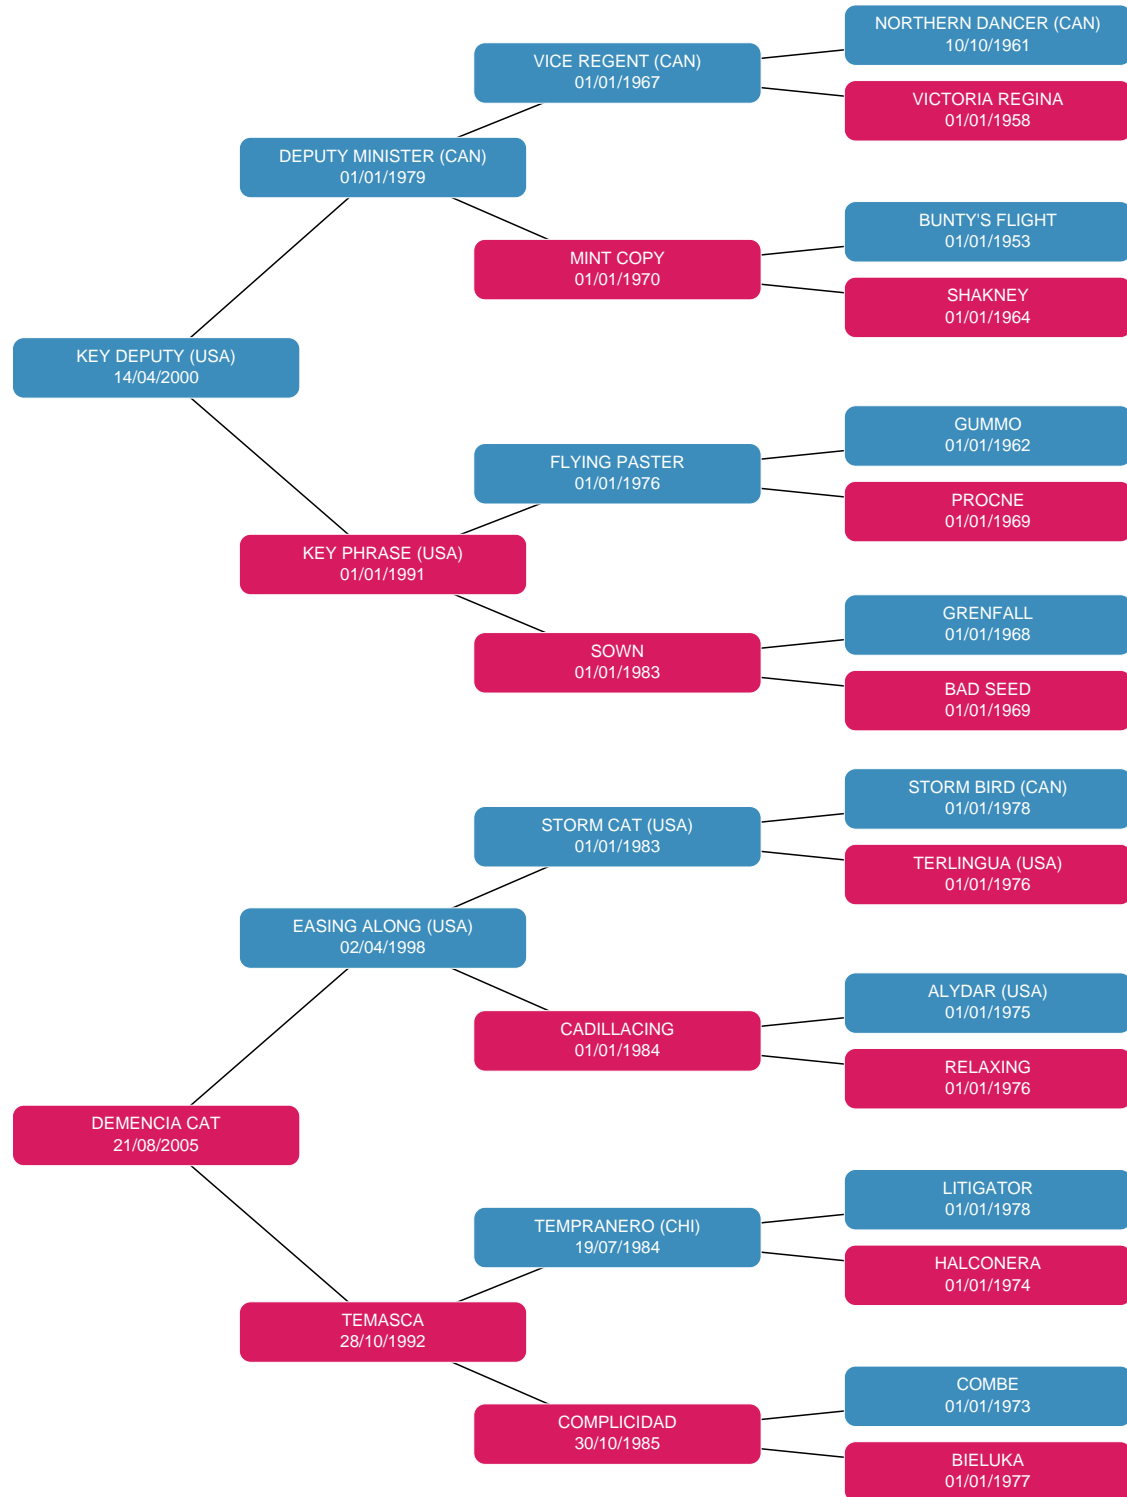 NORTHERN DANCER (CAN)
10/10/1961
VICE REGENT (CAN)
01/01/1967
VICTORIA REGINA
01/01/1958
DEPUTY MINISTER (CAN)
01/01/1979
BUNTY'S FLIGHT
01/01/1953
MINT COPY
01/01/1970
SHAKNEY
01/01/1964
KEY DEPUTY (USA)
14/04/2000
GUMMO
01/01/1962
FLYING PASTER
01/01/1976
PROCNE
01/01/1969
KEY PHRASE (USA)
01/01/1991
GRENFALL
01/01/1968
SOWN
01/01/1983
BAD SEED
01/01/1969
STORM BIRD (CAN)
01/01/1978
STORM CAT (USA)
01/01/1983
TERLINGUA (USA)
01/01/1976
EASING ALONG (USA)
02/04/1998
ALYDAR (USA)
01/01/1975
CADILLACING
01/01/1984
RELAXING
01/01/1976
DEMENCIA CAT
21/08/2005
LITIGATOR
01/01/1978
TEMPRANERO (CHI)
19/07/1984
HALCONERA
01/01/1974
TEMASCA
28/10/1992
COMBE
01/01/1973
COMPLICIDAD
30/10/1985
BIELUKA
01/01/1977